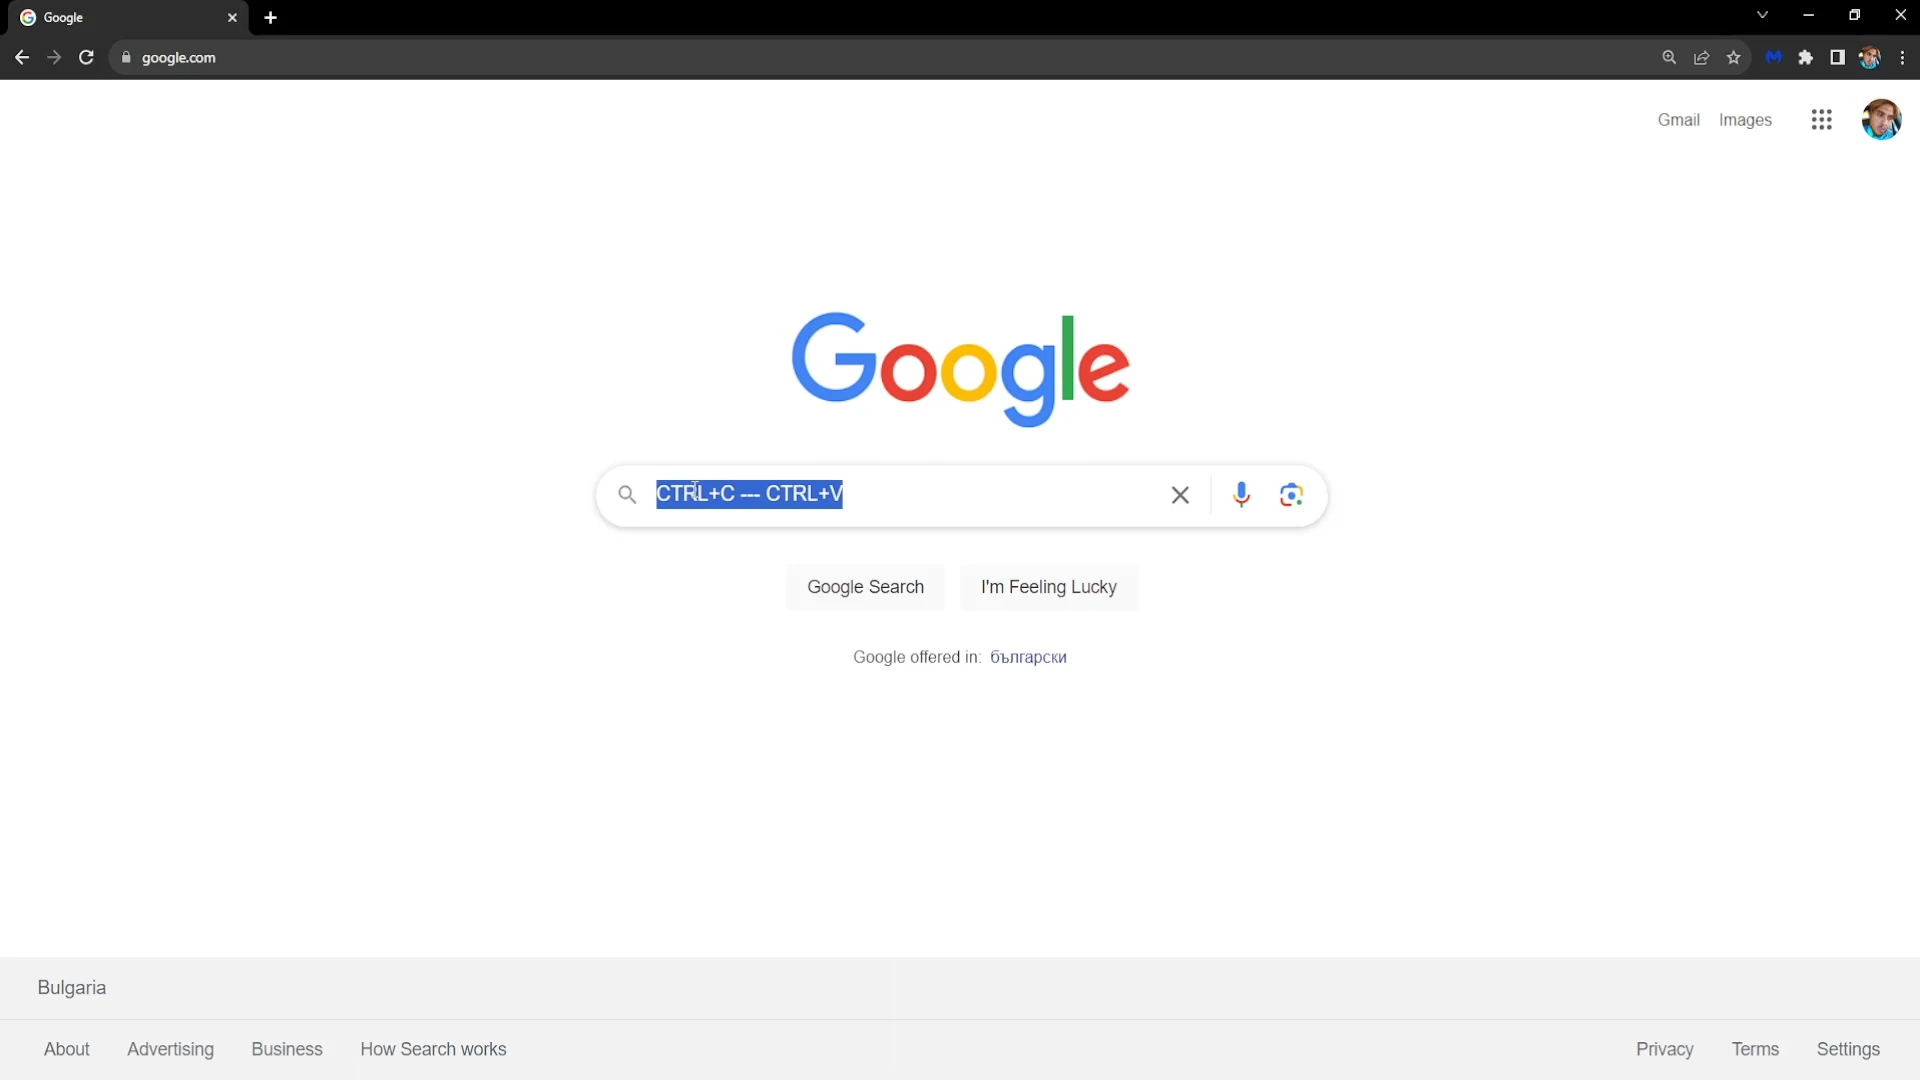 Google
google.com
Gmail Images
Google
CTRL+C --- CTRL+V
Google Search I'm Feeling Lucky
Google offered in: български
Bulgaria
About Advertising Business How Search works Privacy Terms Settings